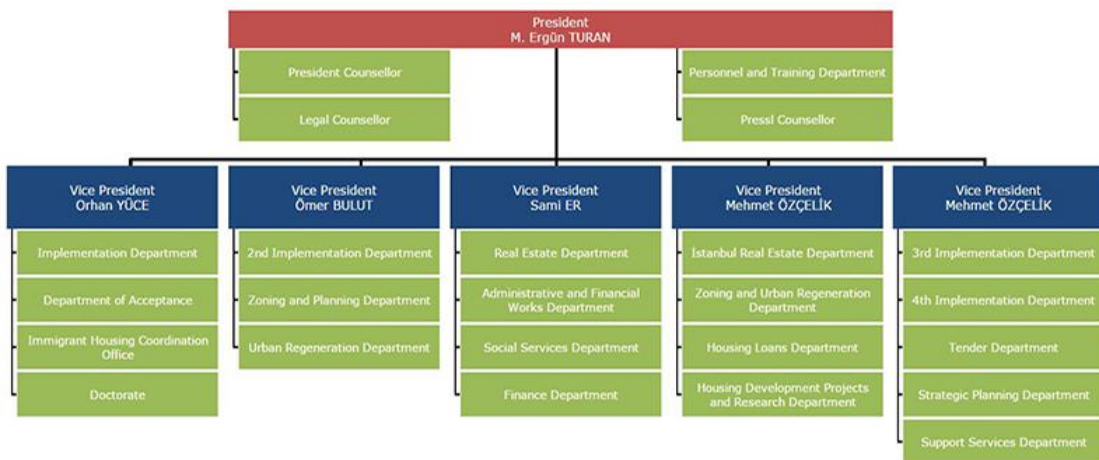 President
M. Ergün TURAN
President Counsellor
Personnel and Training Department
Legal Counsellor
Pressl Counsellor
Vice President
Orhan YÜCE
Vice President
Ömer BULUT
Vice President
Sami ER
Vice President
Mehmet ÖZÇELİK
Vice President
Mehmet ÖZÇELİK
Implementation Department
Department of Acceptance
Immigrant Housing Coordination
Office
Doctorate
2nd Implementation Department
Zoning and Planning Department
Urban Regeneration Department
Real Estate Department
Administrative and Financial
Works Department
Social Services Department
Finance Department
İstanbul Real Estate Department
Zoning and Urban Regeneration
Department
Housing Loans Department
Housing Development Projects
and Research Department
3rd Implementation Department
4th Implementation Department
Tender Department
Strategic Planning Department
Support Services Department